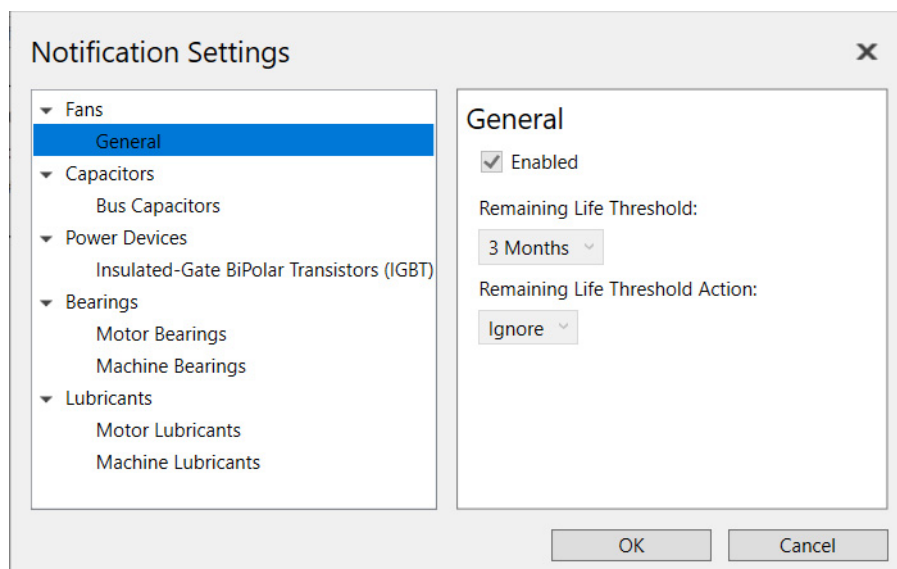 Notification Settings
Fans
General
Capacitors
Bus Capacitors
Power Devices
Insulated-Gate BiPolar Transistors (IGBT)
Bearings
Motor Bearings
Machine Bearings
Lubricants
Motor Lubricants
Machine Lubricants
General
Enabled
Remaining Life Threshold:
3 Months
Remaining Life Threshold Action:
Ignore
OK
Cancel